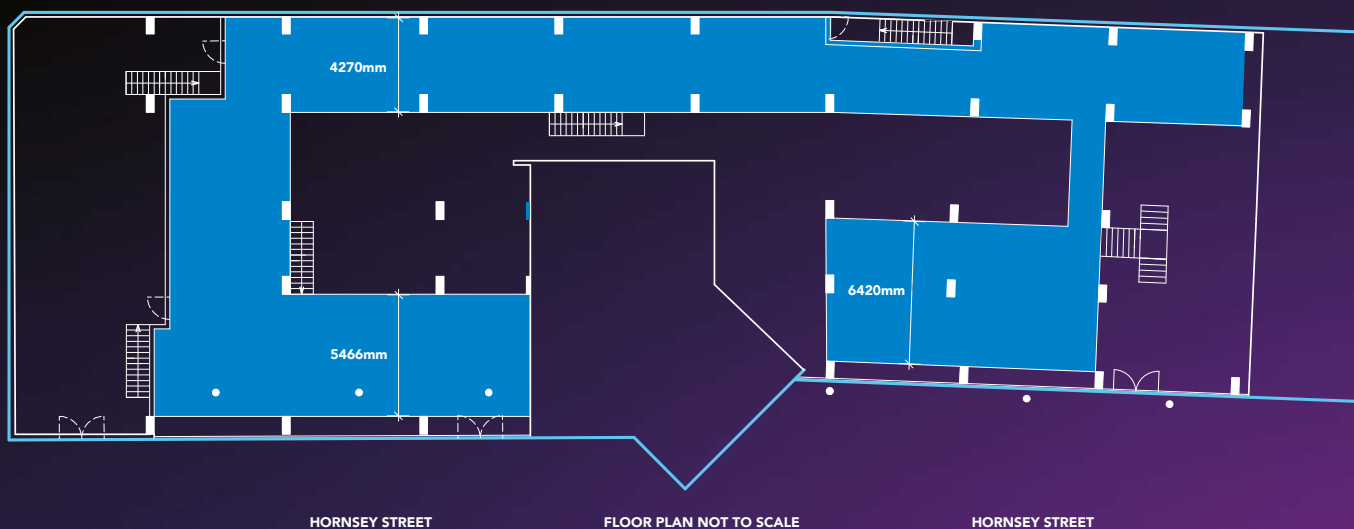 4270mm
6420mm
5466mm
HORNSEY STREET
FLOOR PLAN NOT TO SCALE
HORNSEY STREET